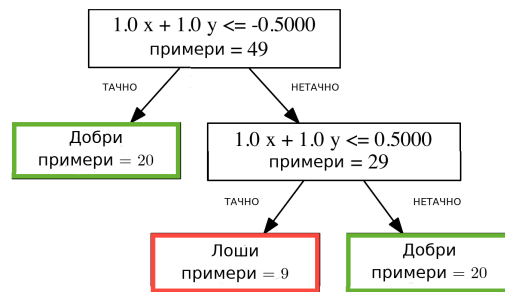 1.0 x + 1.0 y <= -0.5000
примери = 49
ТАЧНО
НЕТАЧНО
Добри
примери = 20
1.0 x + 1.0 y <= 0.5000
примери = 29
ТАЧНО
НЕТАЧНО
Лоши
примери = 9
Добри
примери = 20